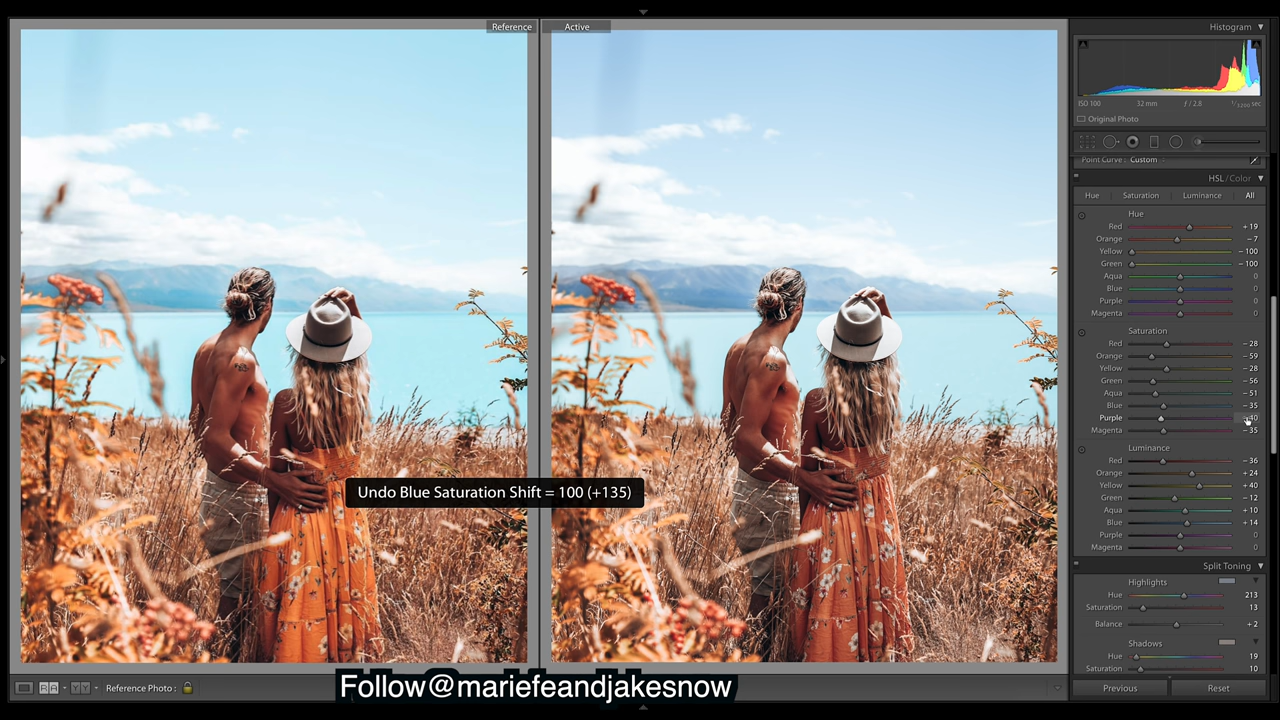 Reference
Active
Histogram
ISO 100 32 mm ƒ / 2.8 1/3200 sec
Original Photo
Point Curve : Custom
HSL / Color
Hue Saturation Luminance All
Hue
Red + 19
Orange − 7
Yellow − 100
Green − 100
Aqua 0
Blue 0
Purple 0
Magenta 0
Saturation
Red − 28
Orange − 59
Yellow − 28
Green − 56
Aqua − 51
Blue − 35
Purple − 40
Magenta − 35
Luminance
Red − 36
Orange + 24
Yellow + 40
Green − 12
Aqua + 10
Blue + 14
Purple 0
Magenta 0
Split Toning
Highlights
Hue 213
Saturation 13
Balance + 2
Shadows
Hue 19
Saturation 10
Undo Blue Saturation Shift = 100 (+135)
Reference Photo :
Previous Reset
Follow@mariefeandjakesnow